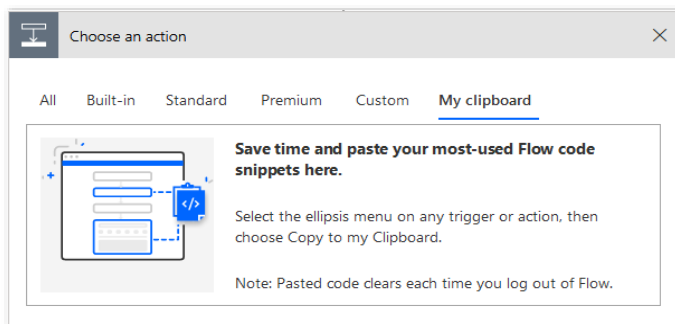 Choose an action
All Built-in Standard Premium Custom My clipboard
Save time and paste your most-used Flow code
snippets here.
</>
Select the ellipsis menu on any trigger or action, then
choose Copy to my Clipboard.
Note: Pasted code clears each time you log out of Flow.